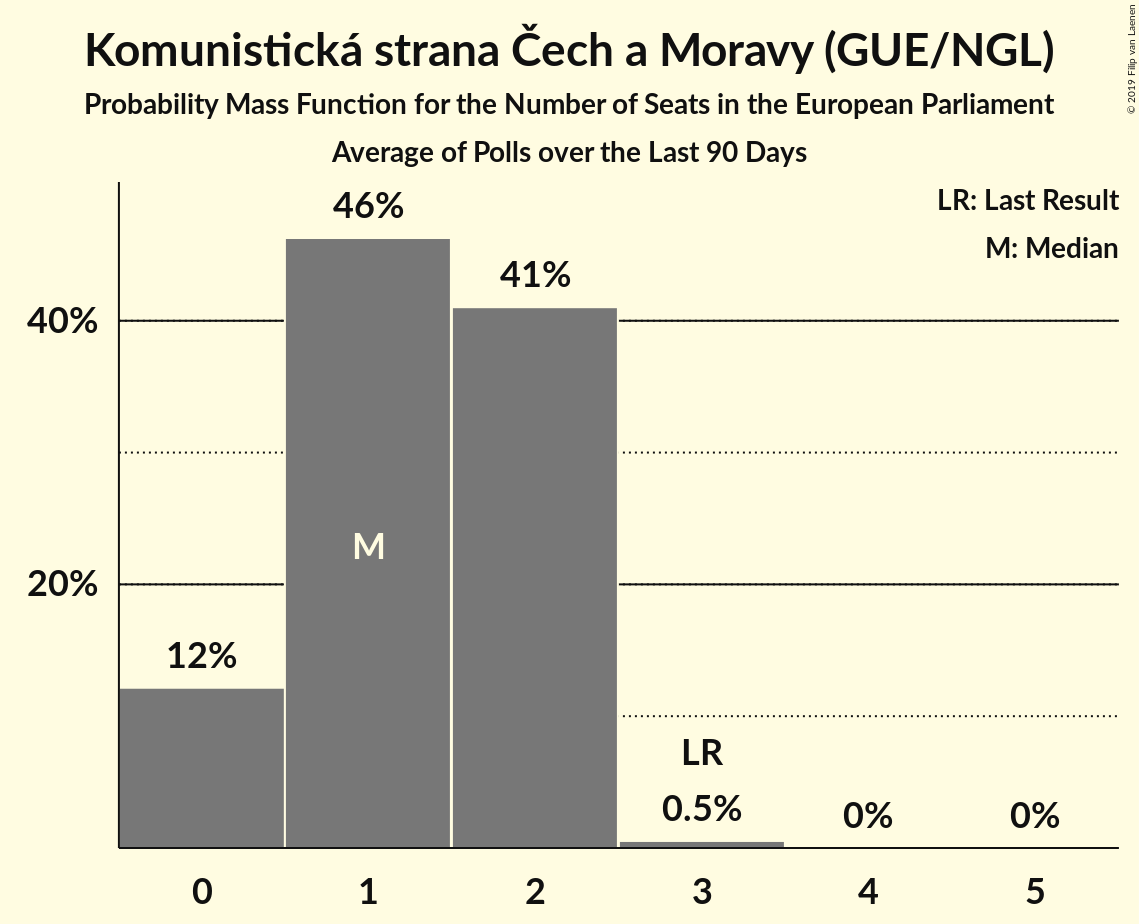 Komunistická strana Čech a Moravy (GUE/NGL)
Probability Mass Function for the Number of Seats in the European Parliament
Average of Polls over the Last 90 Days
© 2019 Filip van Laenen
LR: Last Result
M: Median
46%
41%
40%
M
20%
12%
LR
0.5%
0%
0%
0
1
2
3
4
5